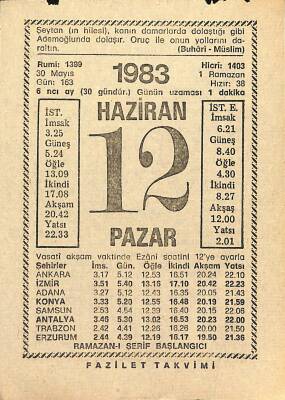 Şeytan (ın hilesi), kanın damarlarda dolaştığı gibi
Ademoğlunda dolaşır. Oruç ile onun yollarını da-
raltın. (Buhâri - Müslim)
Rumi: 1399
30 Mayıs
Gün: 163
1983
Hicri: 1403
1 Ramazan
Hızır: 38
6 ncı ay (30 gündür.) Günün uzaması 1 dakika
HAZİRAN
12
PAZAR
İST.
İmsak
3.25
Güneş
5.24
Öğle
13.09
İkindi
17.08
Akşam
20.42
Yatsı
22.33
İST. E.
İmsak
6.21
Güneş
8.40
Öğle
4.30
İkindi
8.27
Akşaş
12.00
Yatsı
2.01
Vasati akşam vaktinde Ezâni saatini 12'ye ayarla
Şehirler İms. Gün. Öğle İkindi Akşam Yatsı
ANKARA 3.17 5.12 12.53 16.51 20.24 22.10
İZMİR 3.51 5.40 13.16 17.10 20.42 22.23
ADANA 3.27 5.12 12.43 16.35 20.05 21.43
KONYA 3.33 5.20 12.55 16.48 20.19 21.59
SAMSUN 2.53 4.54 12.39 16.40 20.14 22.05
ANTALYA 3.46 5.30 13.02 16.53 20.23 22.00
TRABZON 2.42 4.41 12.26 16.26 20.00 21.50
ERZURUM 2.44 4.39 12.19 16.17 19.50 21.36
RAMAZAN-I ŞERİF BAŞLANGICI
FAZİLET TAKVİMİ